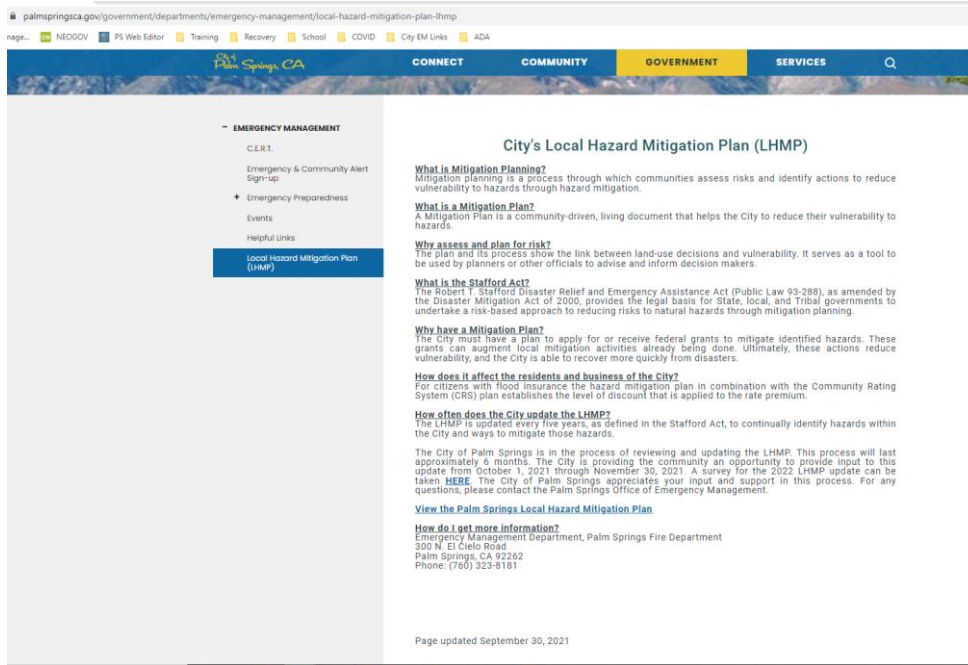 palmspringsca.gov/government/departments/emergency-management/local-hazard-mitigation-plan-lhmp
nage... NEOGOV PS Web Editor Training Recovery School COVID City EM Links ADA
City of Palm Springs, CA CONNECT COMMUNITY GOVERNMENT SERVICES
− EMERGENCY MANAGEMENT
C.E.R.T.
Emergency & Community Alert
Sign-up
+ Emergency Preparedness
Events
Helpful Links
Local Hazard Mitigation Plan
(LHMP)
City's Local Hazard Mitigation Plan (LHMP)
What is Mitigation Planning?
Mitigation planning is a process through which communities assess risks and identify actions to reduce
vulnerability to hazards through hazard mitigation.
What is a Mitigation Plan?
A Mitigation Plan is a community-driven, living document that helps the City to reduce their vulnerability to
hazards.
Why assess and plan for risk?
The plan and its process show the link between land-use decisions and vulnerability. It serves as a tool to
be used by planners or other officials to advise and inform decision makers.
What is the Stafford Act?
The Robert T. Stafford Disaster Relief and Emergency Assistance Act (Public Law 93-288), as amended by
the Disaster Mitigation Act of 2000, provides the legal basis for State, local, and Tribal governments to
undertake a risk-based approach to reducing risks to natural hazards through mitigation planning.
Why have a Mitigation Plan?
The City must have a plan to apply for or receive federal grants to mitigate identified hazards. These
grants can augment local mitigation activities already being done. Ultimately, these actions reduce
vulnerability, and the City is able to recover more quickly from disasters.
How does it affect the residents and business of the City?
For citizens with flood insurance the hazard mitigation plan in combination with the Community Rating
System (CRS) plan establishes the level of discount that is applied to the rate premium.
How often does the City update the LHMP?
The LHMP is updated every five years, as defined in the Stafford Act, to continually identify hazards within
the City and ways to mitigate those hazards.
The City of Palm Springs is in the process of reviewing and updating the LHMP. This process will last
approximately 6 months. The City is providing the community an opportunity to provide input to this
update from October 1, 2021 through November 30, 2021. A survey for the 2022 LHMP update can be
taken HERE. The City of Palm Springs appreciates your input and support in this process. For any
questions, please contact the Palm Springs Office of Emergency Management.
View the Palm Springs Local Hazard Mitigation Plan
How do I get more information?
Emergency Management Department, Palm Springs Fire Department
300 N. El Cielo Road
Palm Springs, CA 92262
Phone: (760) 323-8181
Page updated September 30, 2021